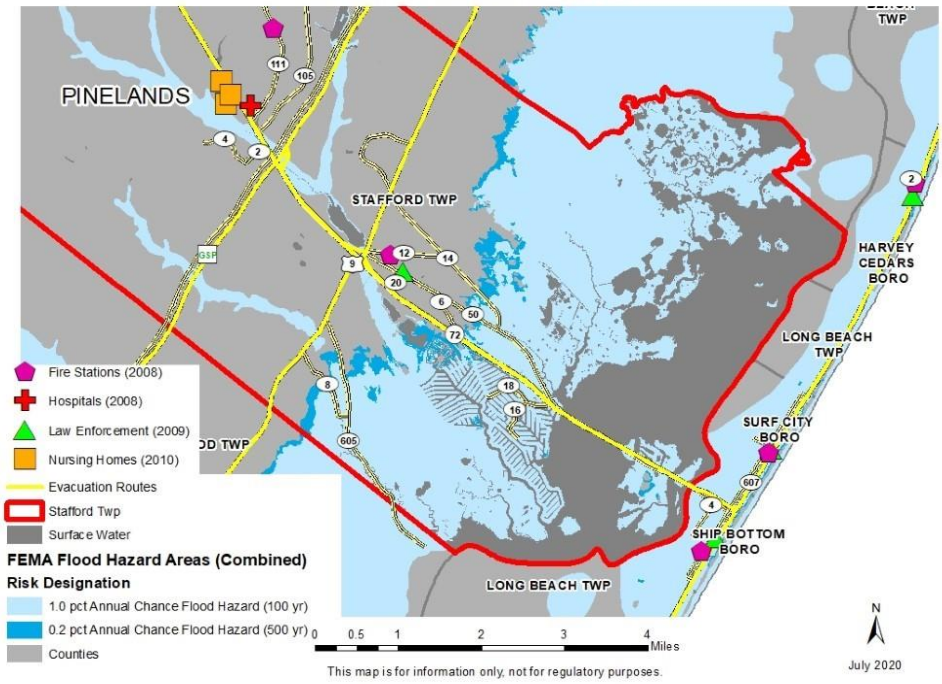 BEACH
TWP
111
105
PINELANDS
4
2
2
STAFFORD TWP
HARVEY
CEDARS
BORO
GSP
9
12
14
20
6
50
72
LONG BEACH
TWP
8
18
16
605
OD TWP
SURF CITY
BORO
607
4
SHIP BOTTOM
BORO
LONG BEACH TWP
Fire Stations (2008)
Hospitals (2008)
Law Enforcement (2009)
Nursing Homes (2010)
Evacuation Routes
Stafford Twp
Surface Water
FEMA Flood Hazard Areas (Combined)
Risk Designation
1.0 pct Annual Chance Flood Hazard (100 yr)
0.2 pct Annual Chance Flood Hazard (500 yr)
Counties
0 0.5 1 2 3 4
Miles
This map is for information only, not for regulatory purposes.
N
July 2020